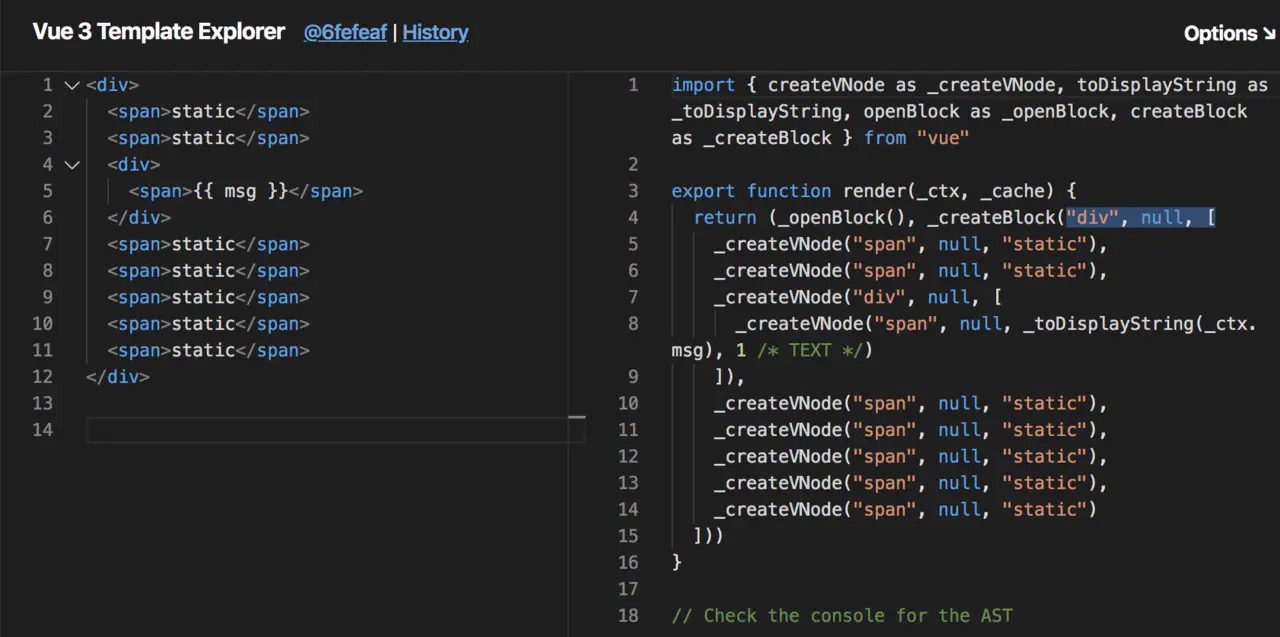 Vue 3 Template Explorer @6fefeaf | History
Options ↘
1 <div>
2 <span>static</span>
3 <span>static</span>
4 <div>
5 <span>{{ msg }}</span>
6 </div>
7 <span>static</span>
8 <span>static</span>
9 <span>static</span>
10 <span>static</span>
11 <span>static</span>
12 </div>
13
14
1 import { createVNode as _createVNode, toDisplayString as
_toDisplayString, openBlock as _openBlock, createBlock
as _createBlock } from "vue"
2
3 export function render(_ctx, _cache) {
4 return (_openBlock(), _createBlock("div", null, [
5 _createVNode("span", null, "static"),
6 _createVNode("span", null, "static"),
7 _createVNode("div", null, [
8 _createVNode("span", null, _toDisplayString(_ctx.
msg), 1 /* TEXT */)
9 ]),
10 _createVNode("span", null, "static"),
11 _createVNode("span", null, "static"),
12 _createVNode("span", null, "static"),
13 _createVNode("span", null, "static"),
14 _createVNode("span", null, "static")
15 ]))
16 }
17
18 // Check the console for the AST